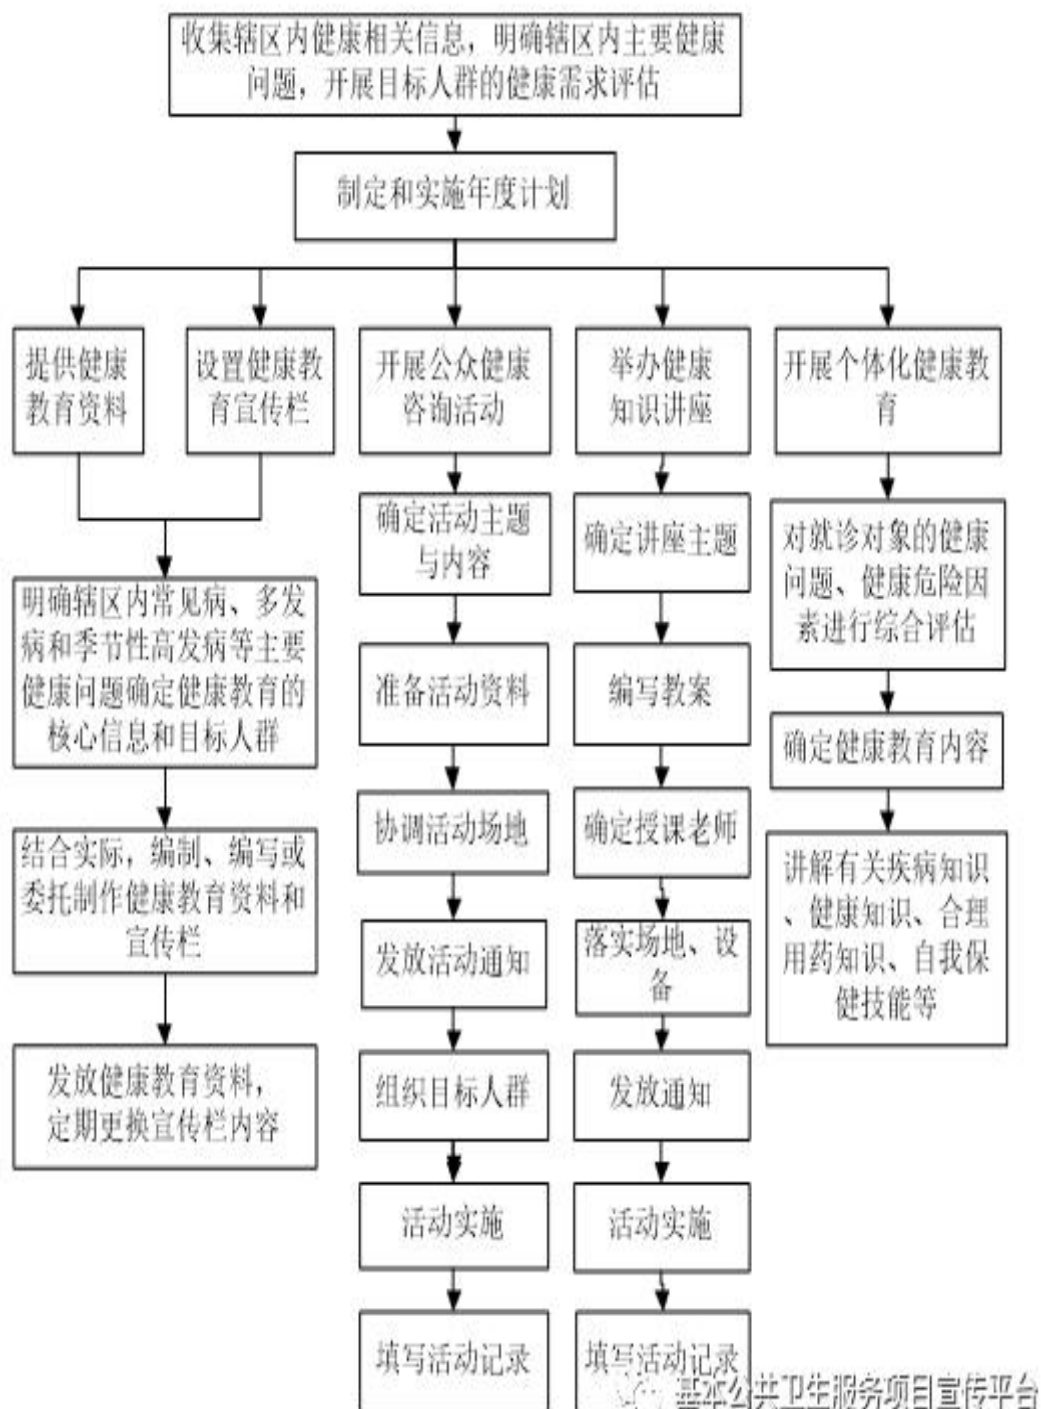 收集辖区内健康相关信息，明确辖区内主要健康
问题，开展目标人群的健康需求评估
制定和实施年度计划
提供健康
教育资料
设置健康教
育宣传栏
开展公众健康
咨询活动
举办健康
知识讲座
开展个体化健康教
育
明确辖区内常见病、多发
病和季节性高发病等主要
健康问题确定健康教育的
核心信息和目标人群
结合实际，编制、编写或
委托制作健康教育资料和
宣传栏
发放健康教育资料，
定期更换宣传栏内容
确定活动主题
与内容
准备活动资料
协调活动场地
发放活动通知
组织目标人群
活动实施
填写活动记录
确定讲座主题
编写教案
确定授课老师
落实场地、设
备
发放通知
活动实施
填写活动记录
对就诊对象的健康
问题、健康危险因
素进行综合评估
确定健康教育内容
讲解有关疾病知识
、健康知识、合理
用药知识、自我保
健技能等
基本公共卫生服务项目宣传平台